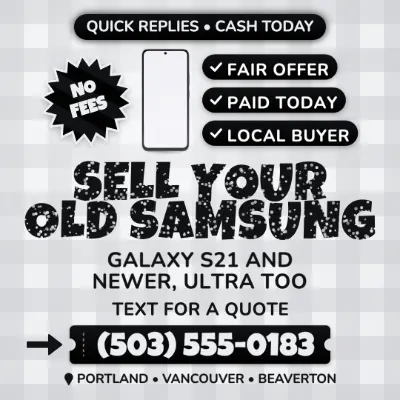 QUICK REPLIES • CASH TODAY
NO
FEES
✓ FAIR OFFER
✓ PAID TODAY
✓ LOCAL BUYER
SELL YOUR
OLD SAMSUNG
GALAXY S21 AND
NEWER, ULTRA TOO
TEXT FOR A QUOTE
(503) 555-0183
PORTLAND • VANCOUVER • BEAVERTON